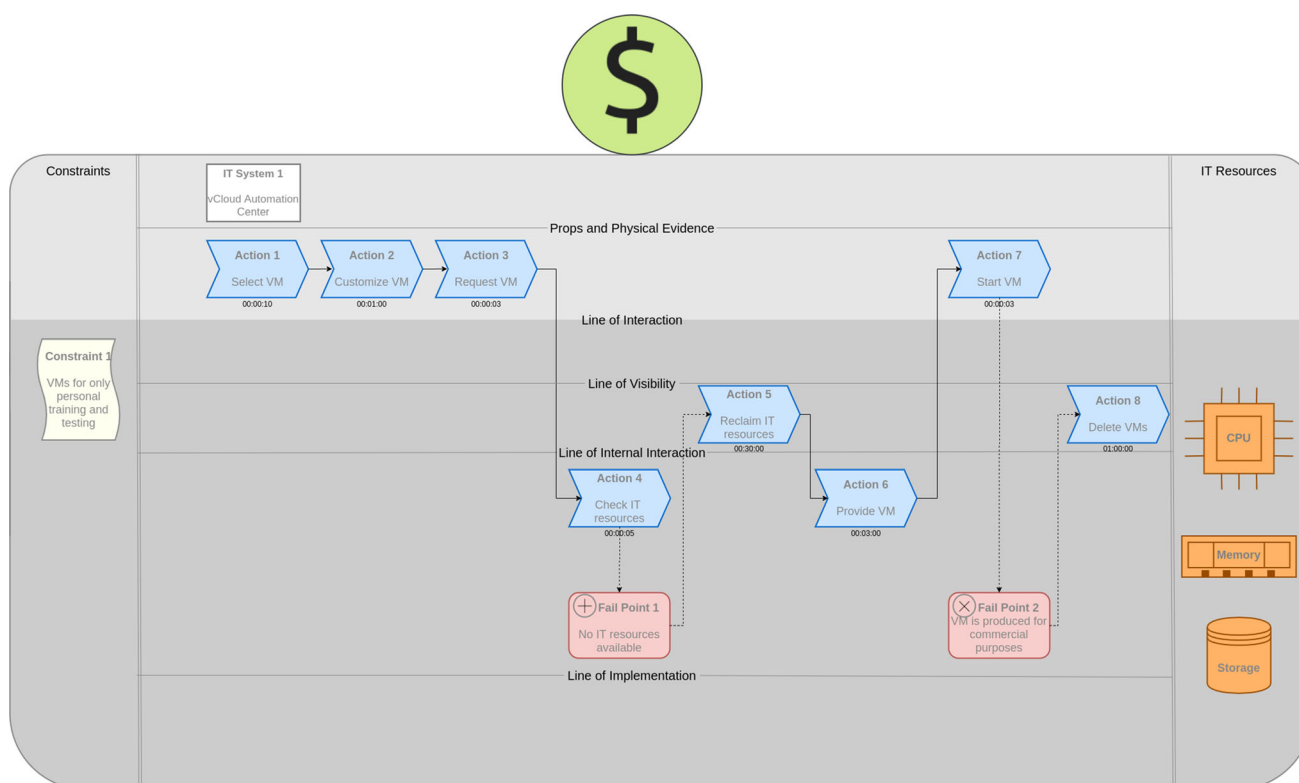 $
Constraints
IT Resources
IT System 1
vCloud Automation
Center
Props and Physical Evidence
Action 1
Select VM
00:00:10
Action 2
Customize VM
00:01:00
Action 3
Request VM
00:00:03
Action 7
Start VM
00:00:03
Line of Interaction
Constraint 1
VMs for only
personal
training and
testing
Line of Visibility
Action 5
Reclaim IT
resources
00:30:00
Action 8
Delete VMs
01:00:00
CPU
Line of Internal Interaction
Action 4
Check IT
resources
00:00:05
Action 6
Provide VM
00:03:00
Memory
Fail Point 1
No IT resources
available
Fail Point 2
VM is produced for
commercial
purposes
Storage
Line of Implementation